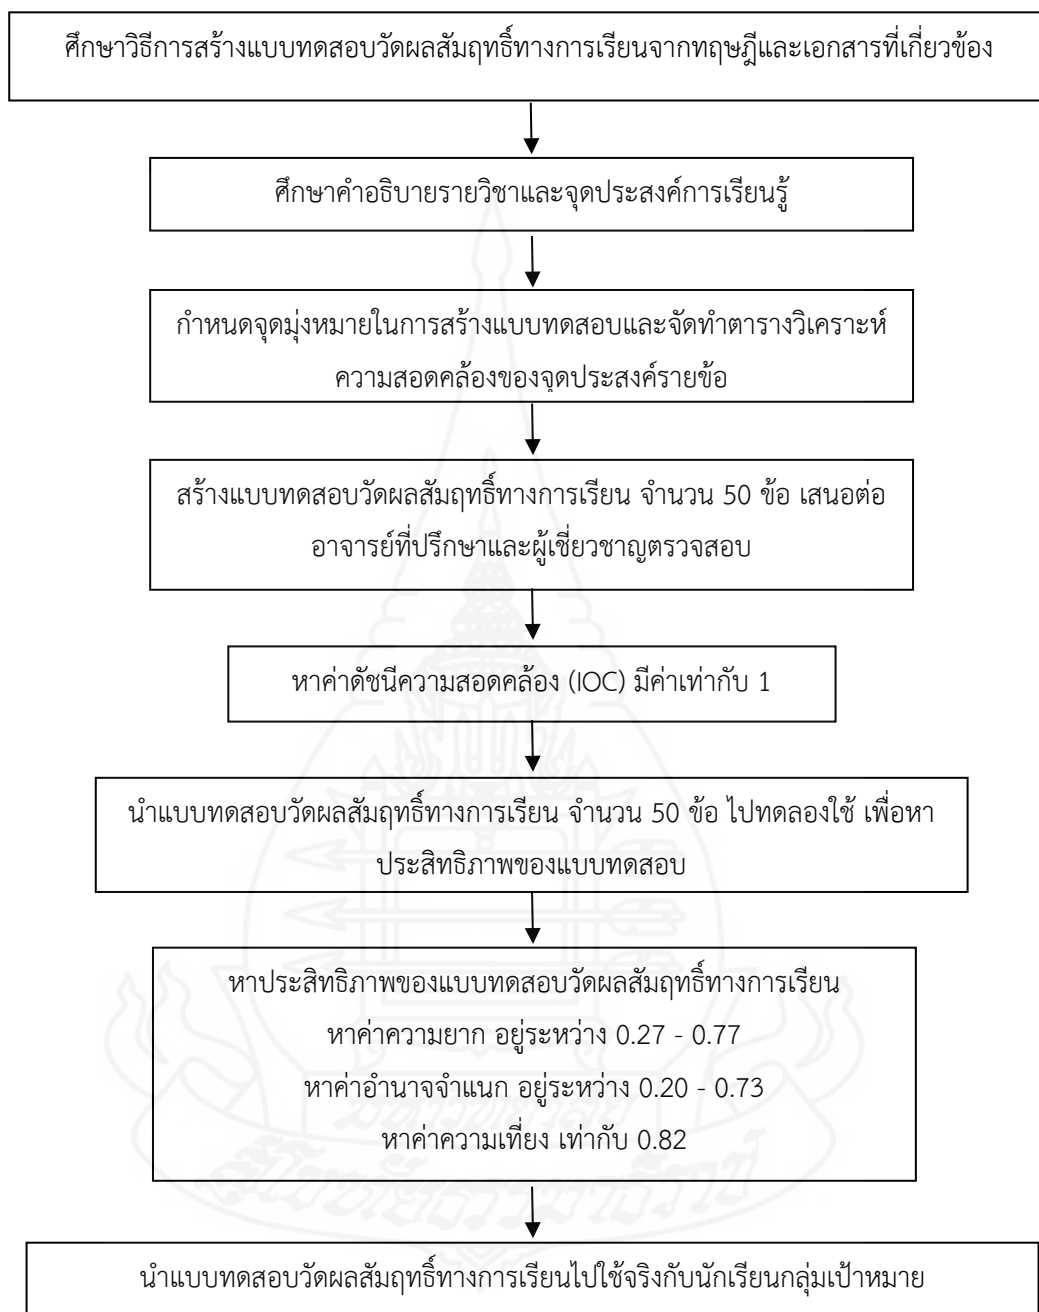 ศึกษาวิธีการสร้างแบบทดสอบวัดผลสัมฤทธิ์ทางการเรียนจากทฤษฎีและเอกสารที่เกี่ยวข้อง
ศึกษาคำอธิบายรายวิชาและจุดประสงค์การเรียนรู้
กำหนดจุดมุ่งหมายในการสร้างแบบทดสอบและจัดทำตารางวิเคราะห์
ความสอดคล้องของจุดประสงค์รายข้อ
สร้างแบบทดสอบวัดผลสัมฤทธิ์ทางการเรียน จำนวน 50 ข้อ เสนอต่อ
อาจารย์ที่ปรึกษาและผู้เชี่ยวชาญตรวจสอบ
หาค่าดัชนีความสอดคล้อง (IOC) มีค่าเท่ากับ 1
นำแบบทดสอบวัดผลสัมฤทธิ์ทางการเรียน จำนวน 50 ข้อ ไปทดลองใช้ เพื่อหา
ประสิทธิภาพของแบบทดสอบ
หาประสิทธิภาพของแบบทดสอบวัดผลสัมฤทธิ์ทางการเรียน
หาค่าความยาก อยู่ระหว่าง 0.27 - 0.77
หาค่าอำนาจจำแนก อยู่ระหว่าง 0.20 - 0.73
หาค่าความเที่ยง เท่ากับ 0.82
นำแบบทดสอบวัดผลสัมฤทธิ์ทางการเรียนไปใช้จริงกับนักเรียนกลุ่มเป้าหมาย